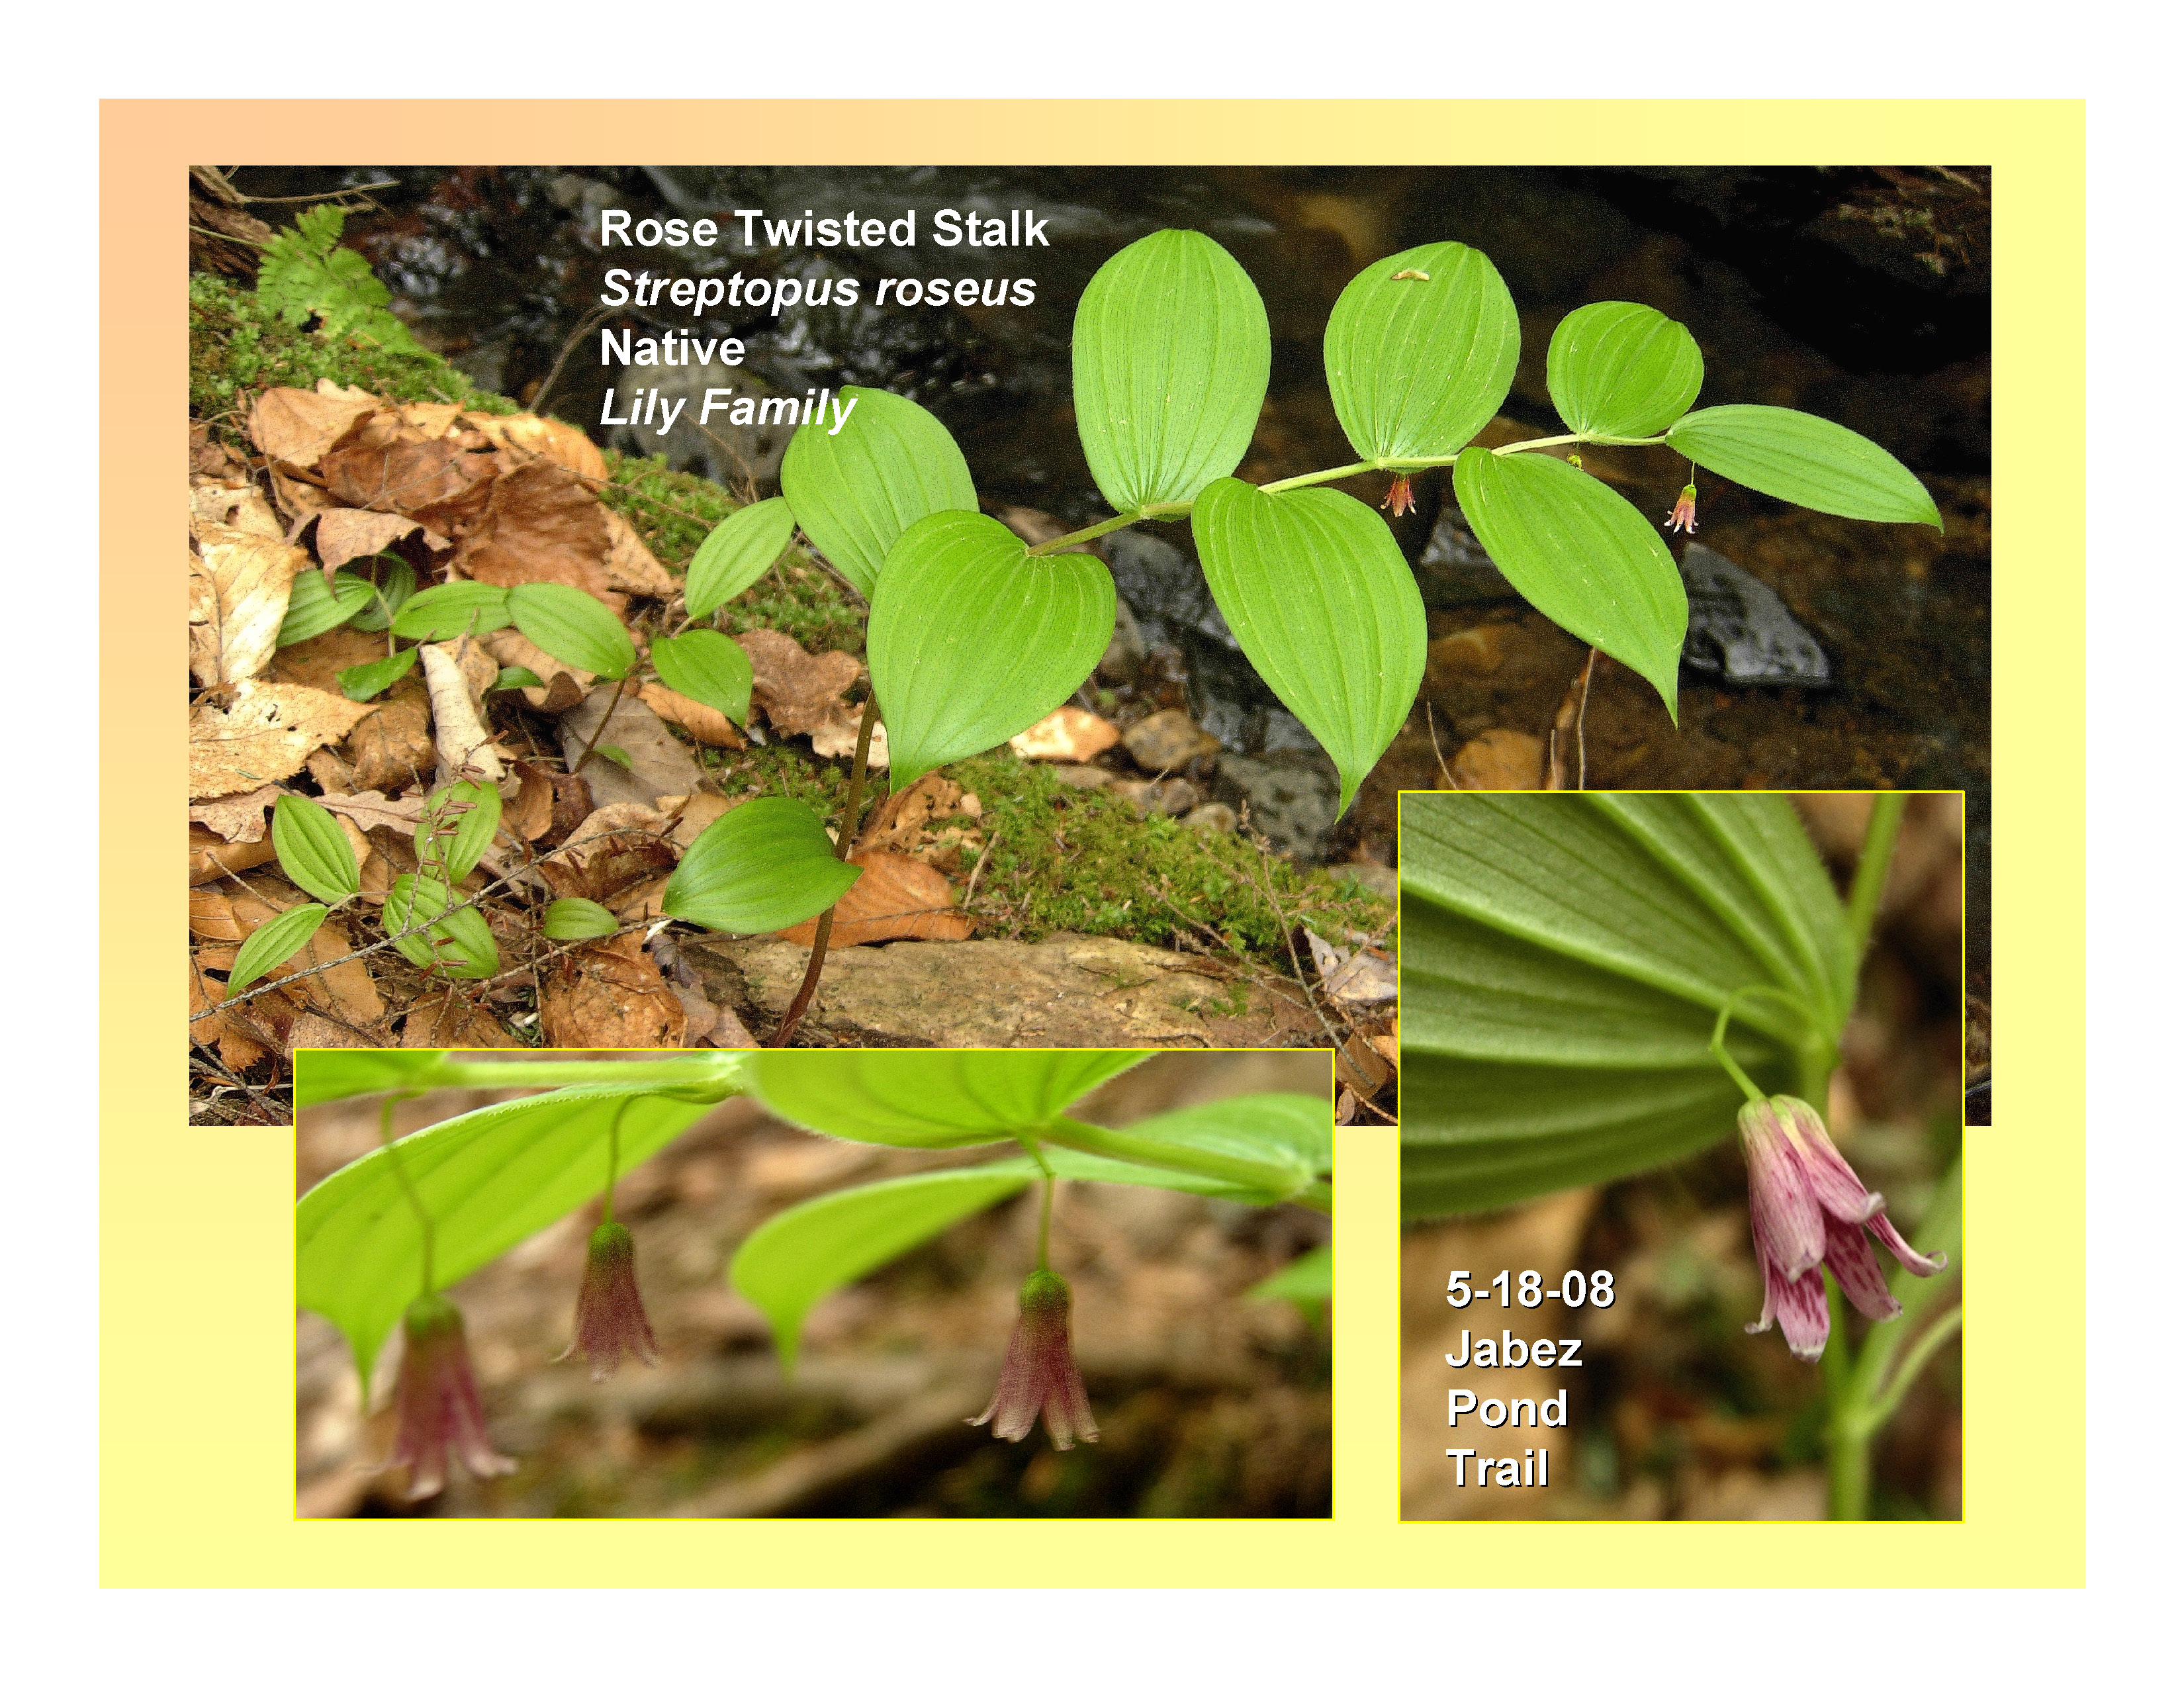 Rose Twisted Stalk
Streptopus roseus
Native
Lily Family
5-18-08
Jabez
Pond
Trail